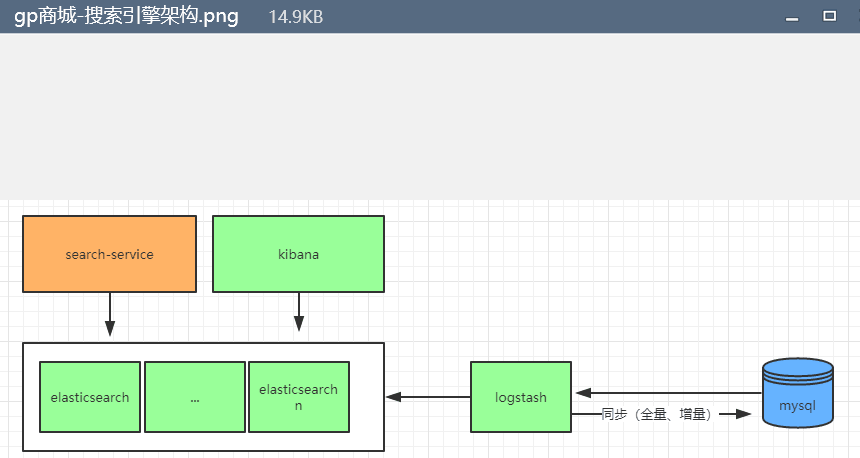 gp商城-搜索引擎架构.png 14.9KB
search-service
kibana
elasticsearch
...
elasticsearch
n
logstash
同步（全量、增量）
mysql